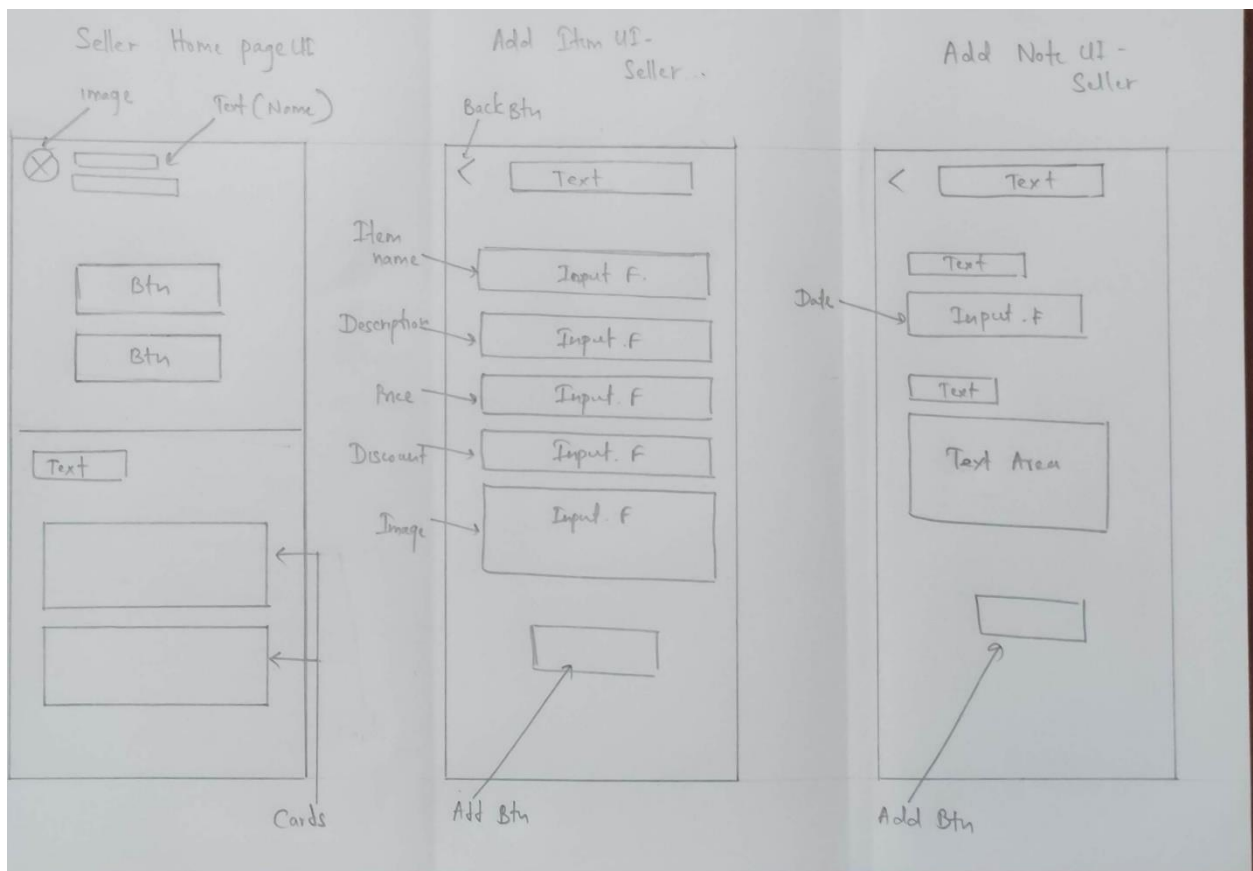 Seller Home page UI
image
Text (Name)
Btn
Btn
Text
Cards
Add Itm UI -
Seller ..
Back Btn
Text
Item
name
Input F.
Description
Input . F
Price
Input . F
Discount
Input . F
Image
Input . F
Add Btn
Add Note UI -
Seller
Text
Text
Date
Input . F
Text
Text Area
Add Btn